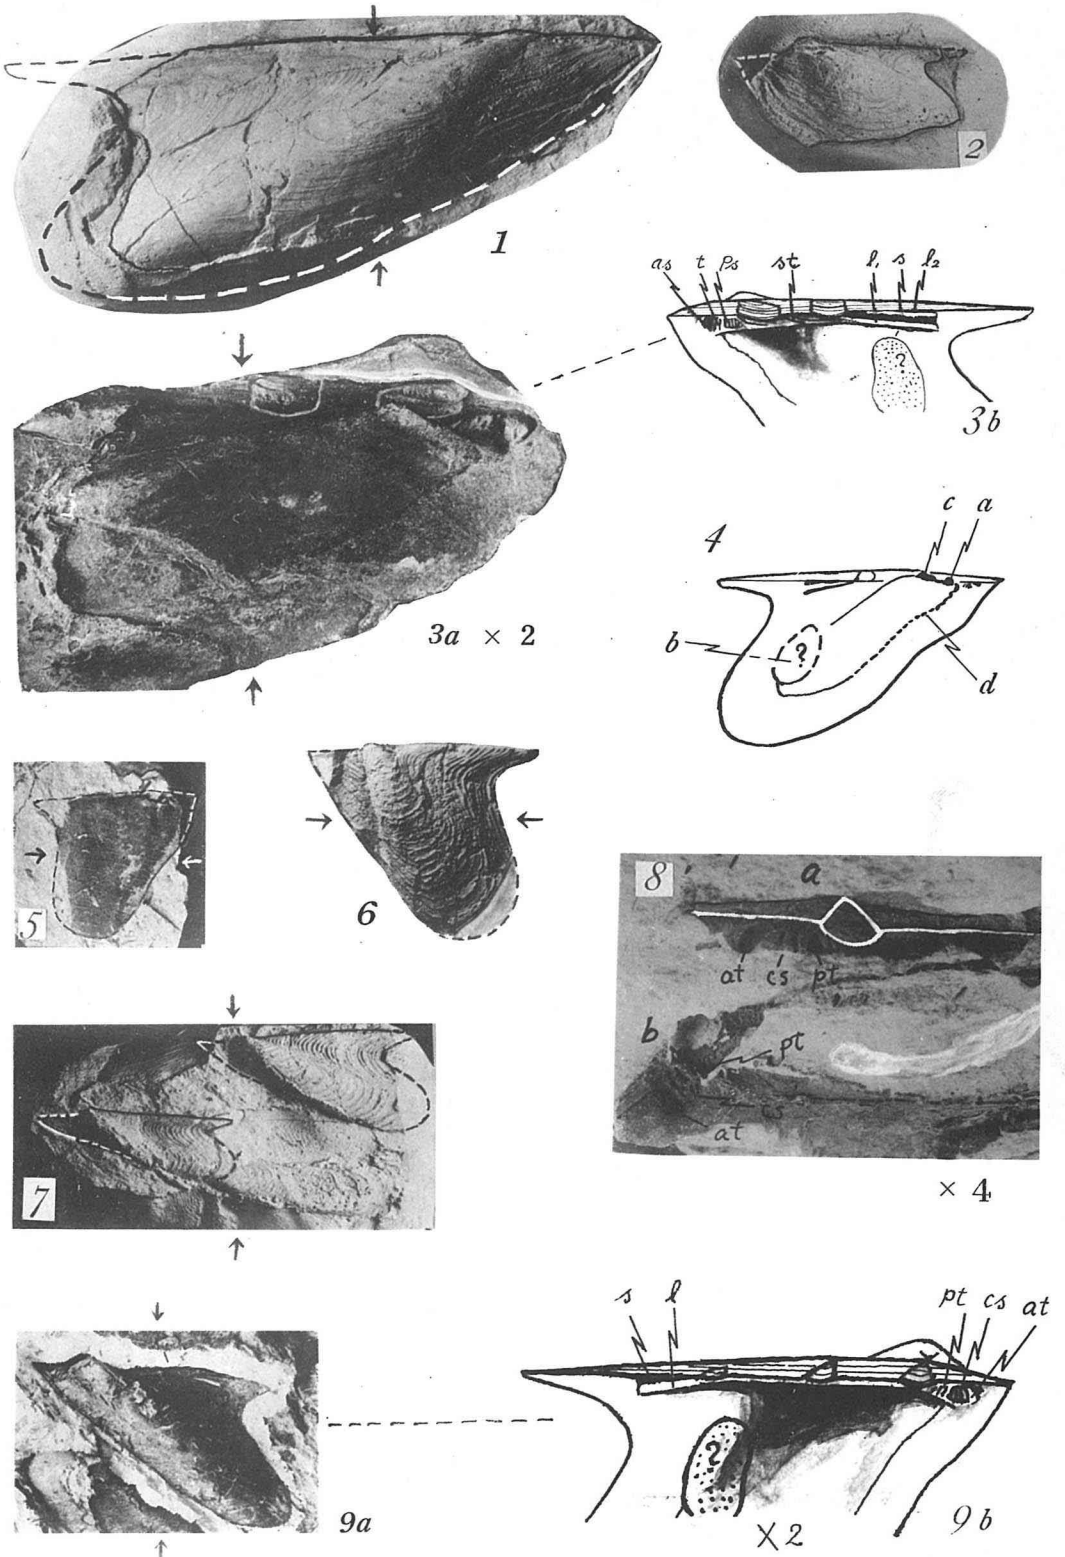 1
2
as t ps st l₁ s l₂
3b
3a × 2
4
c a
b
?
d
5
6
7
8
a
at cs pt
b
pt
cs
at
× 4
9a
s l pt cs at
?
×2
9b
?